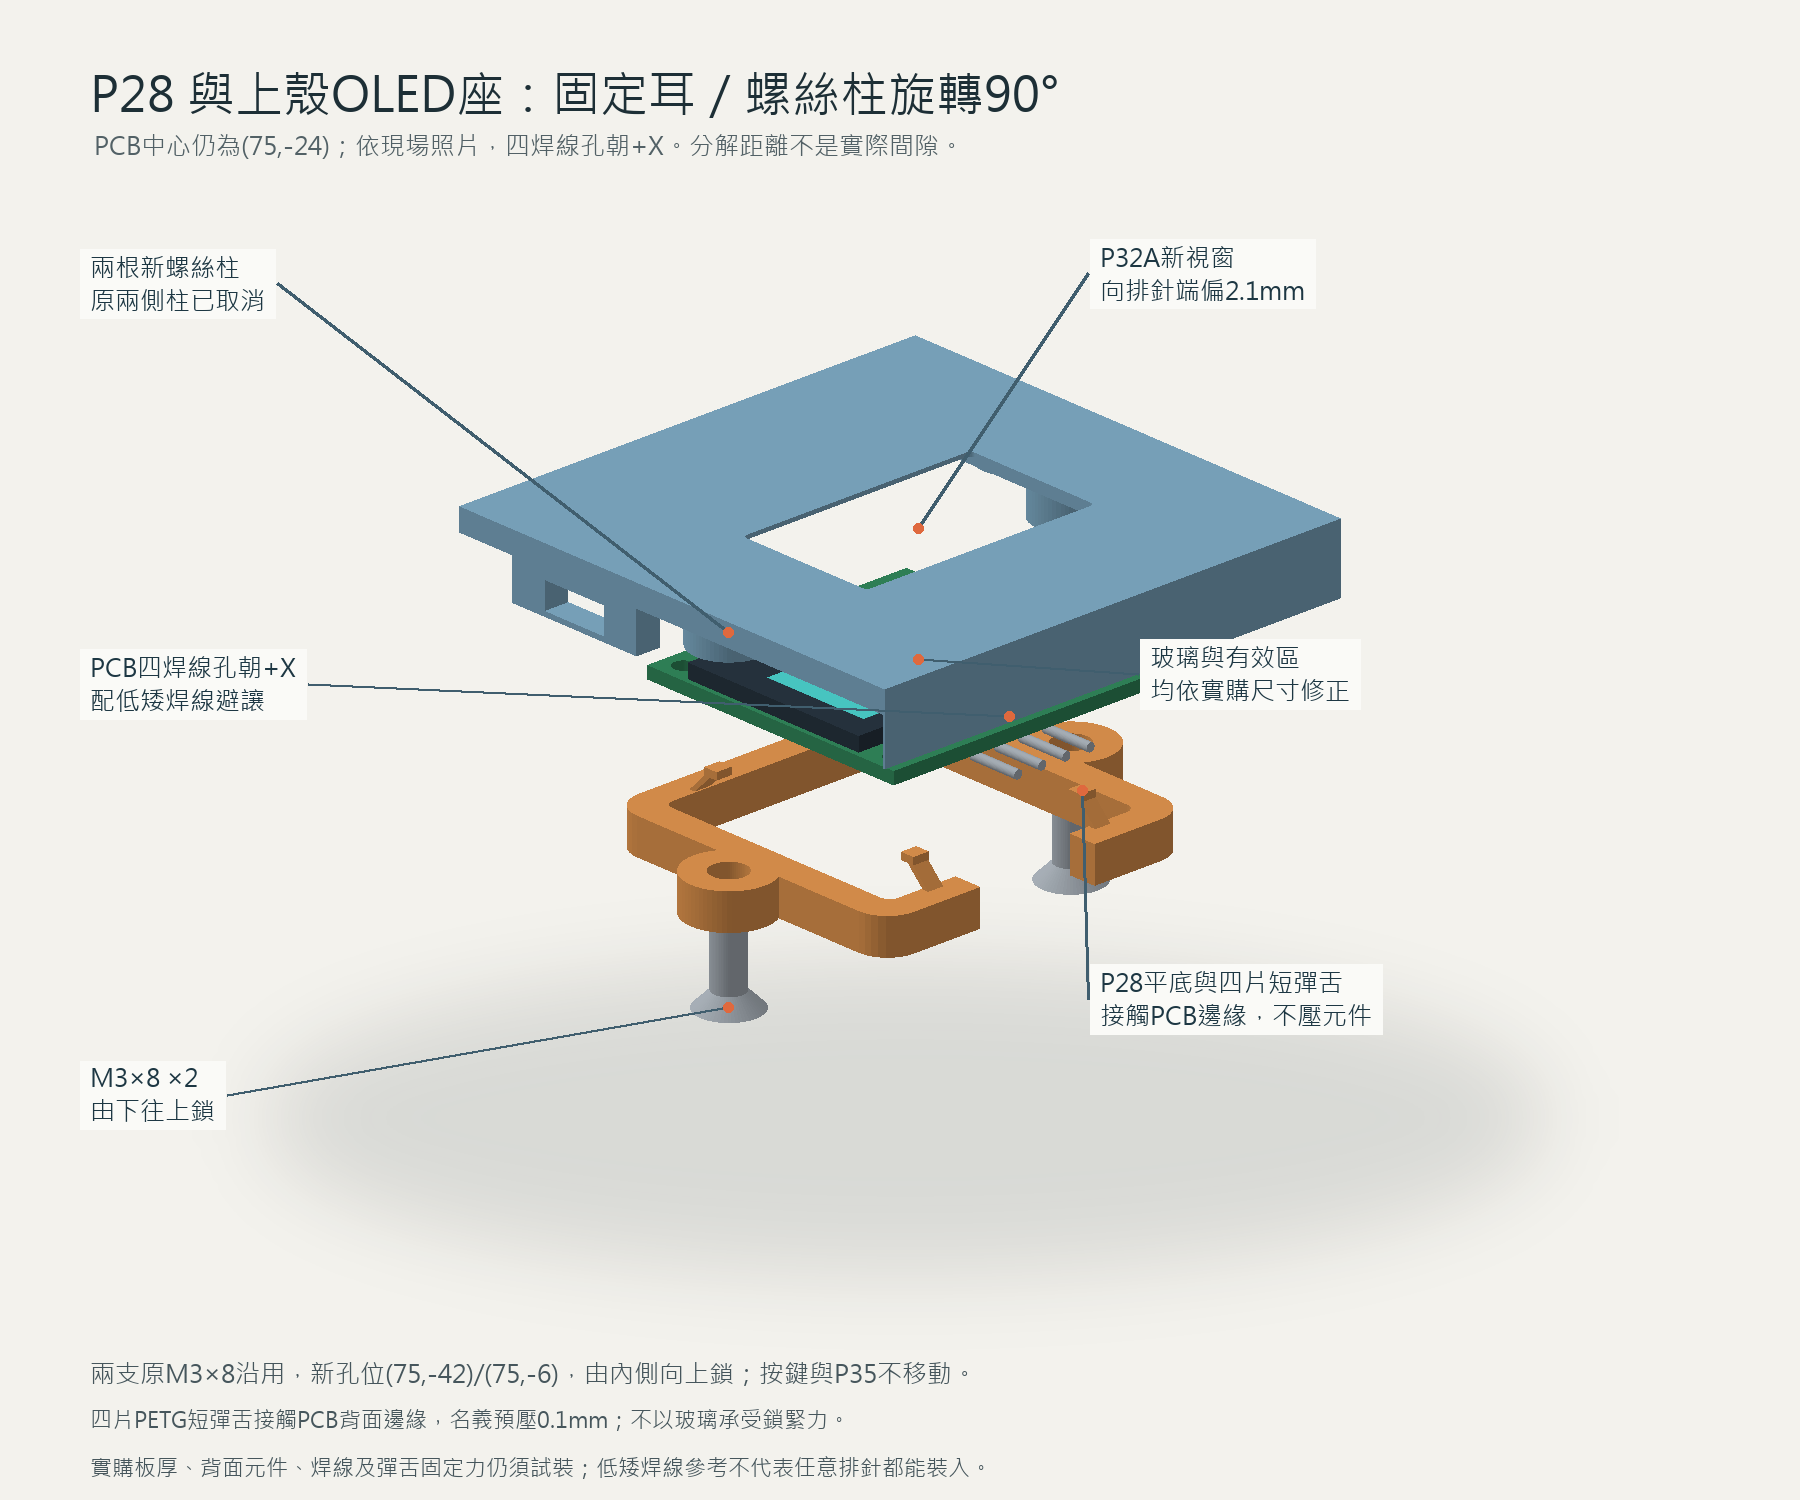 P28 與上殼OLED座：固定耳 / 螺絲柱旋轉90°
PCB中心仍為(75,-24)；依現場照片，四焊線孔朝+X。分解距離不是實際間隙。
兩根新螺絲柱
原兩側柱已取消
P32A新視窗
向排針端偏2.1mm
PCB四焊線孔朝+X
配低矮焊線避讓
玻璃與有效區
均依實購尺寸修正
P28平底與四片短彈舌
接觸PCB邊緣，不壓元件
M3×8 ×2
由下往上鎖
兩支原M3×8沿用，新孔位(75,-42)/(75,-6)，由內側向上鎖；按鍵與P35不移動。
四片PETG短彈舌接觸PCB背面邊緣，名義預壓0.1mm；不以玻璃承受鎖緊力。
實購板厚、背面元件、焊線及彈舌固定力仍須試裝；低矮焊線參考不代表任意排針都能裝入。